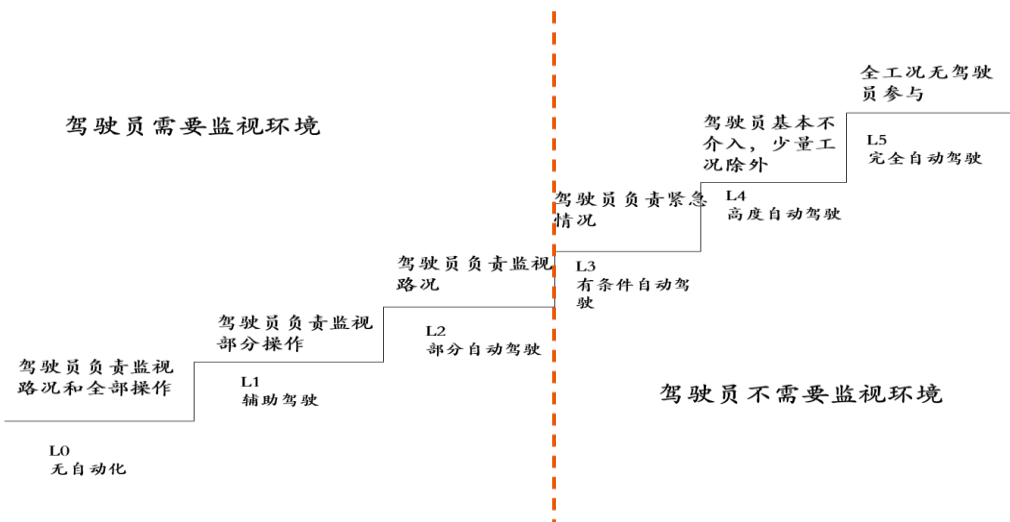 驾驶员需要监视环境
驾驶员负责监视
路况和全部操作
L0
无自动化
驾驶员负责监视
部分操作
L1
辅助驾驶
驾驶员负责监视
路况
L2
部分自动驾驶
驾驶员负责紧急
情况
L3
有条件自动驾
驶
驾驶员基本不
介入，少量工
况除外
L4
高度自动驾驶
全工况无驾驶
员参与
L5
完全自动驾驶
驾驶员不需要监视环境